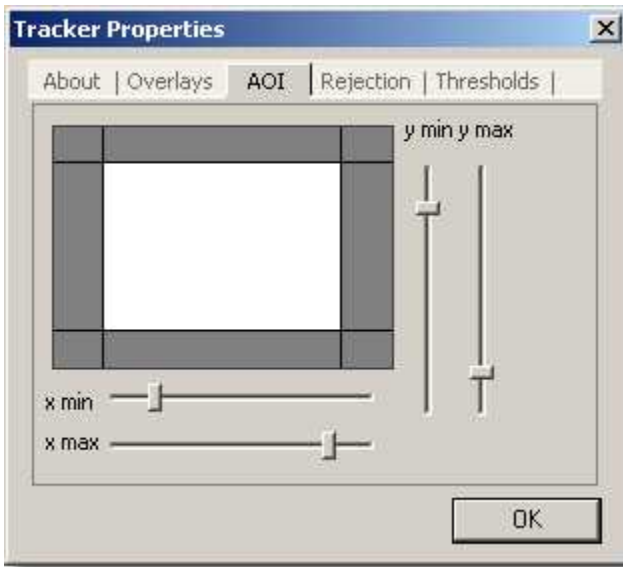 Tracker Properties
About | Overlays AOI Rejection | Thresholds |
y min y max
x min
x max
OK